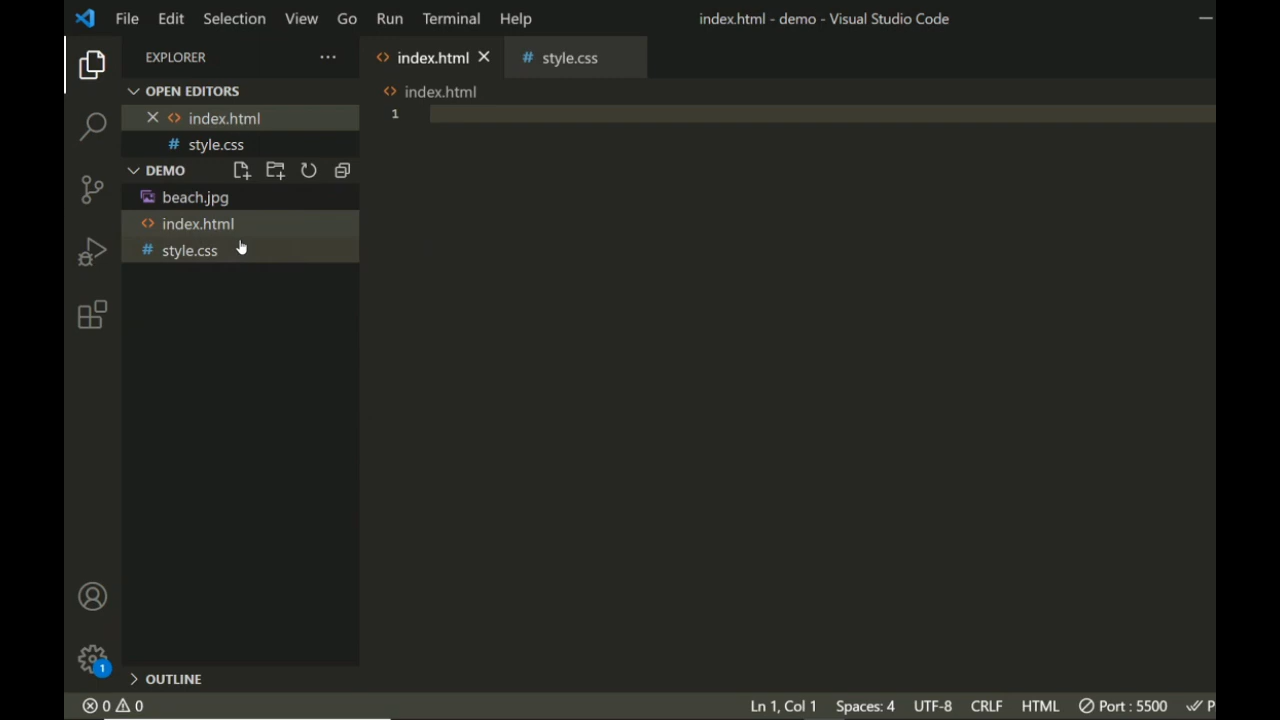 File Edit Selection View Go Run Terminal Help index.html - demo - Visual Studio Code
EXPLORER
index.html
# style.css
OPEN EDITORS
index.html
# style.css
index.html
1
DEMO
beach.jpg
index.html
# style.css
OUTLINE
1
0 0 Ln 1, Col 1 Spaces: 4 UTF-8 CRLF HTML Port : 5500 P